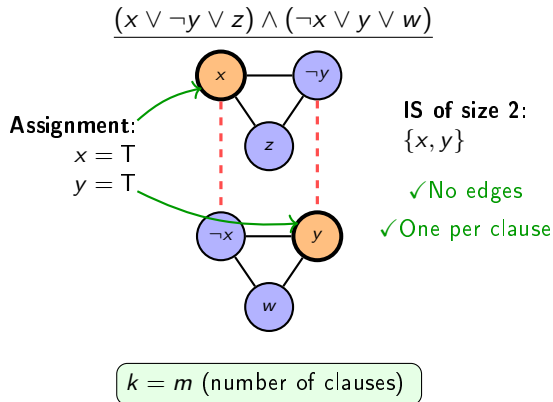 (x ∨ ¬y ∨ z) ∧ (¬x ∨ y ∨ w)
x
¬y
z
Assignment:
x = T
y = T
IS of size 2:
{x, y}
✓No edges
✓One per clause
¬x
y
w
k = m (number of clauses)